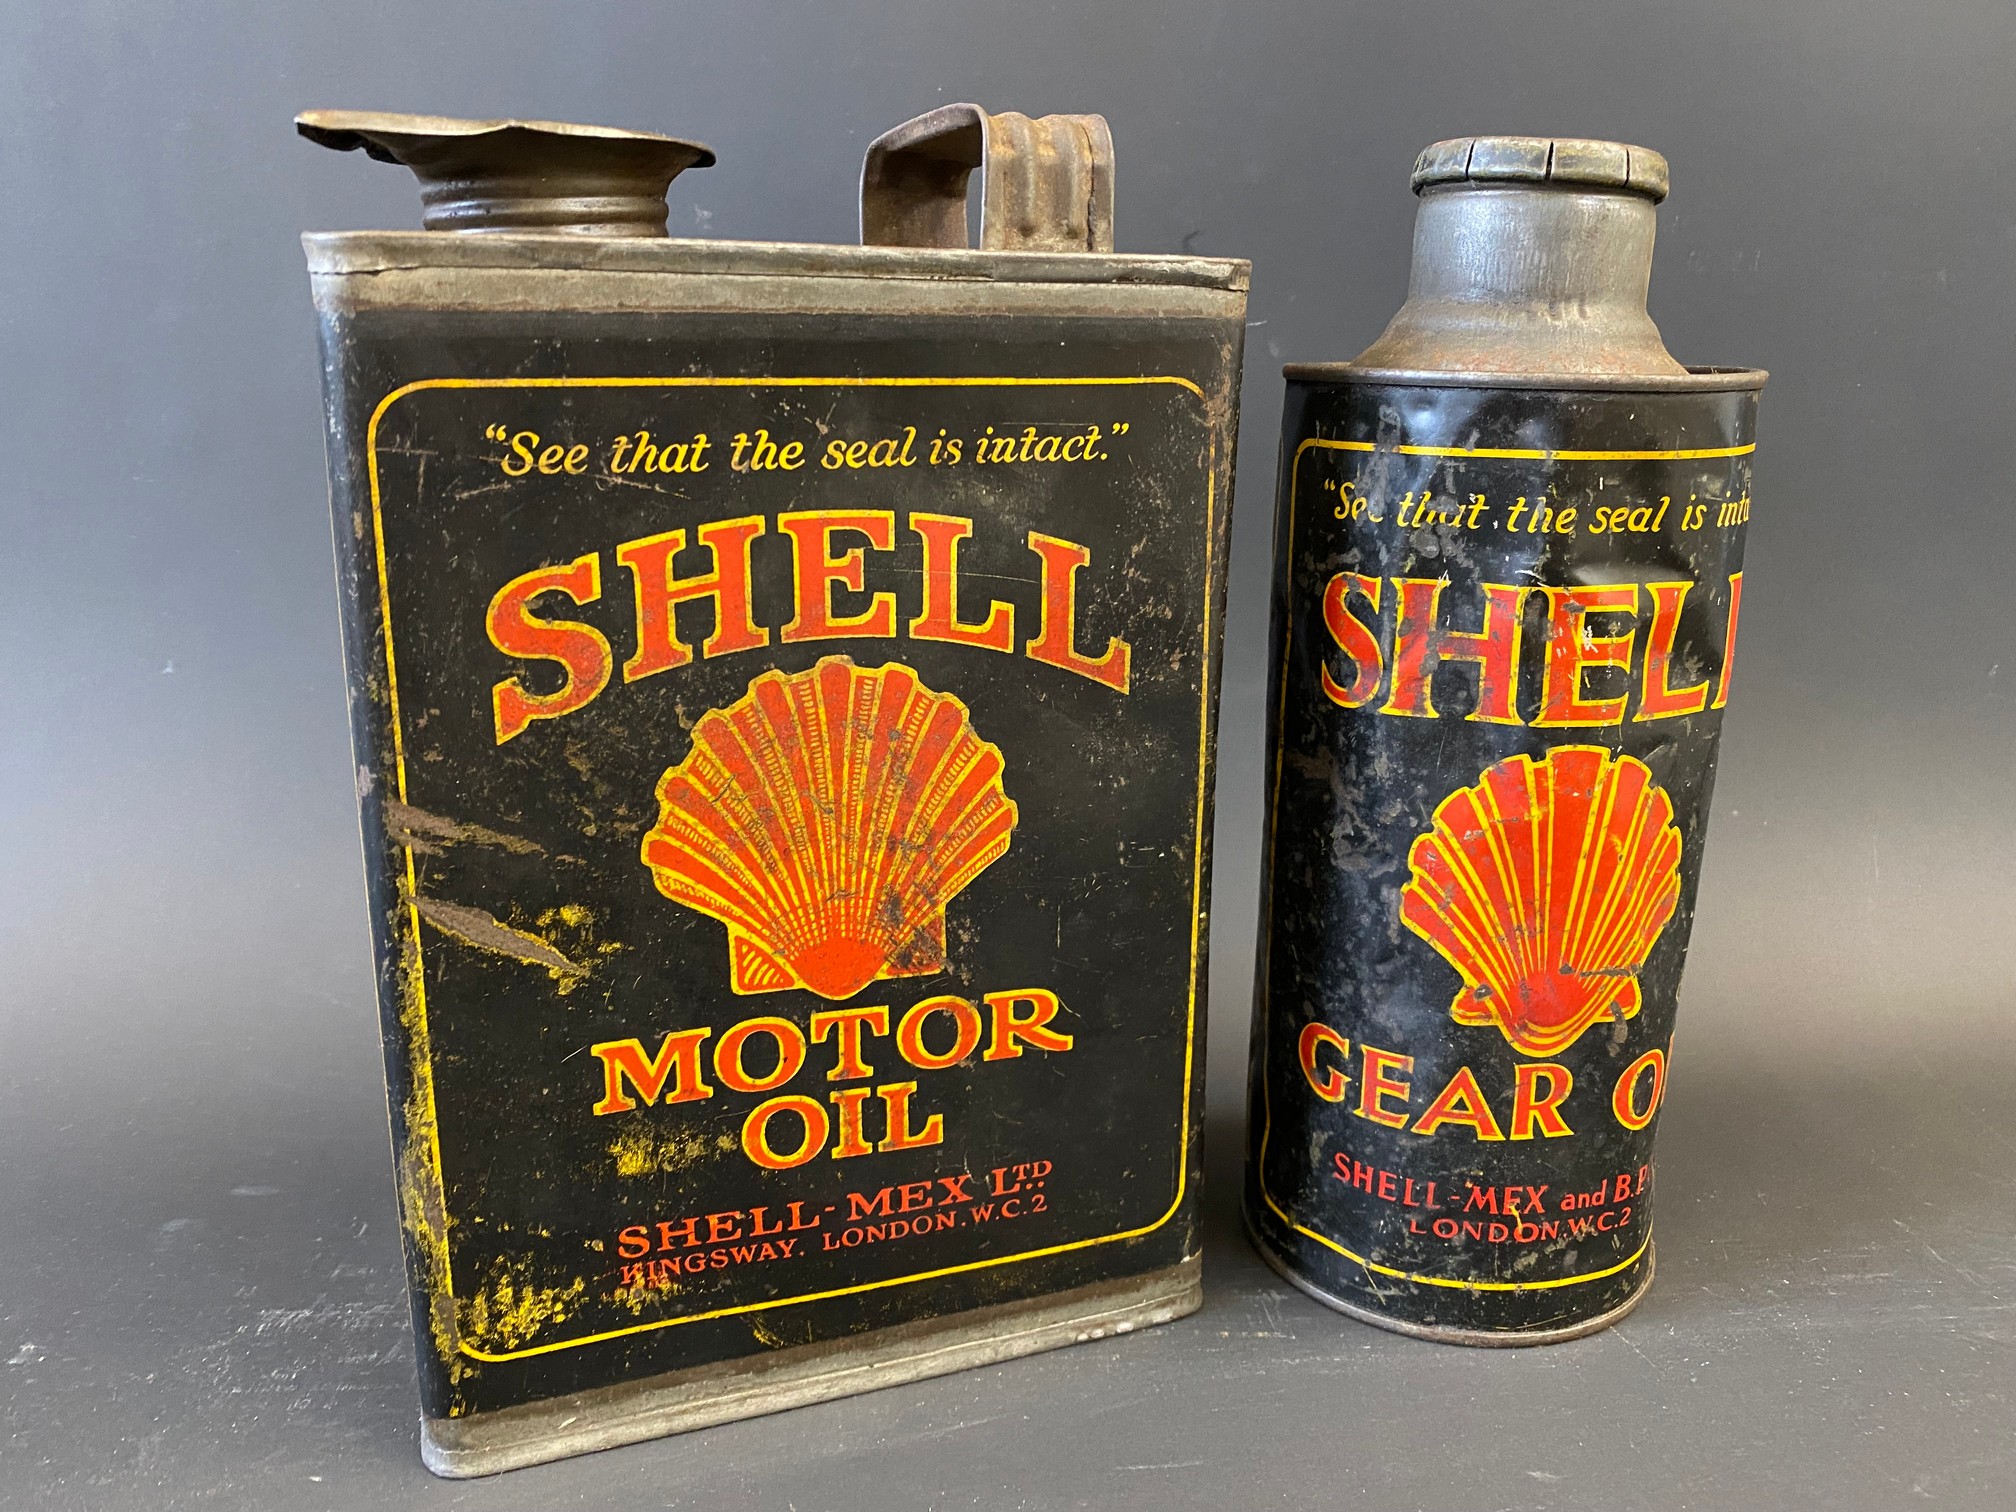 “See that the seal is intact.”
SHELL
MOTOR
OIL
SHELL-MEX LTD
KINGSWAY. LONDON. W.C.2
“See that the seal is inta
SHELL
GEAR O
SHELL-MEX and B.P
LONDON. W.C.2